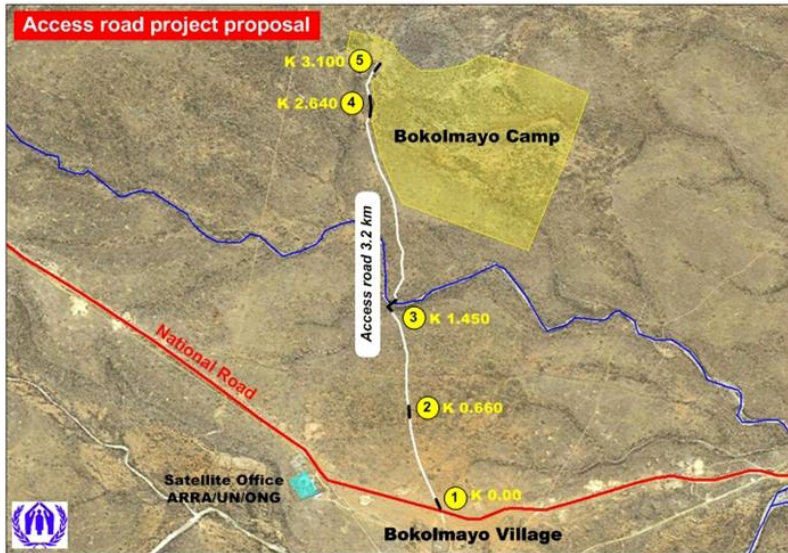 Access road project proposal
K 3.100 5
K 2.640 4
Bokolmayo Camp
Access road 3.2 km
3 K 1.450
National Road
2 K 0.660
Satellite Office
ARRA/UN/ONG
1 K 0.00
Bokolmayo Village